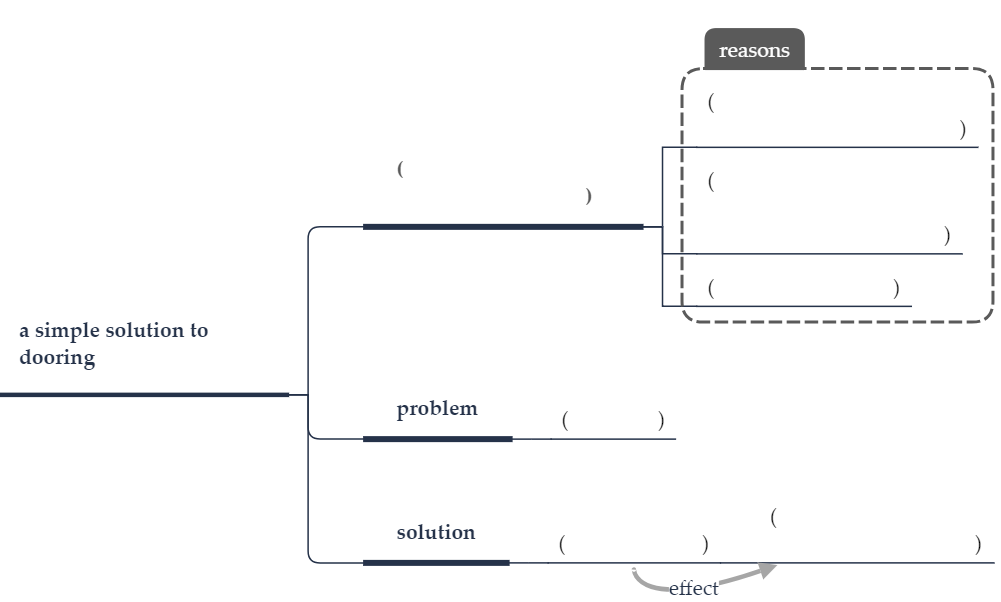 reasons
(
)
(
)
(
)
(		)
a simple solution to
dooring
problem	(		)
(
solution	(		)	)
effect